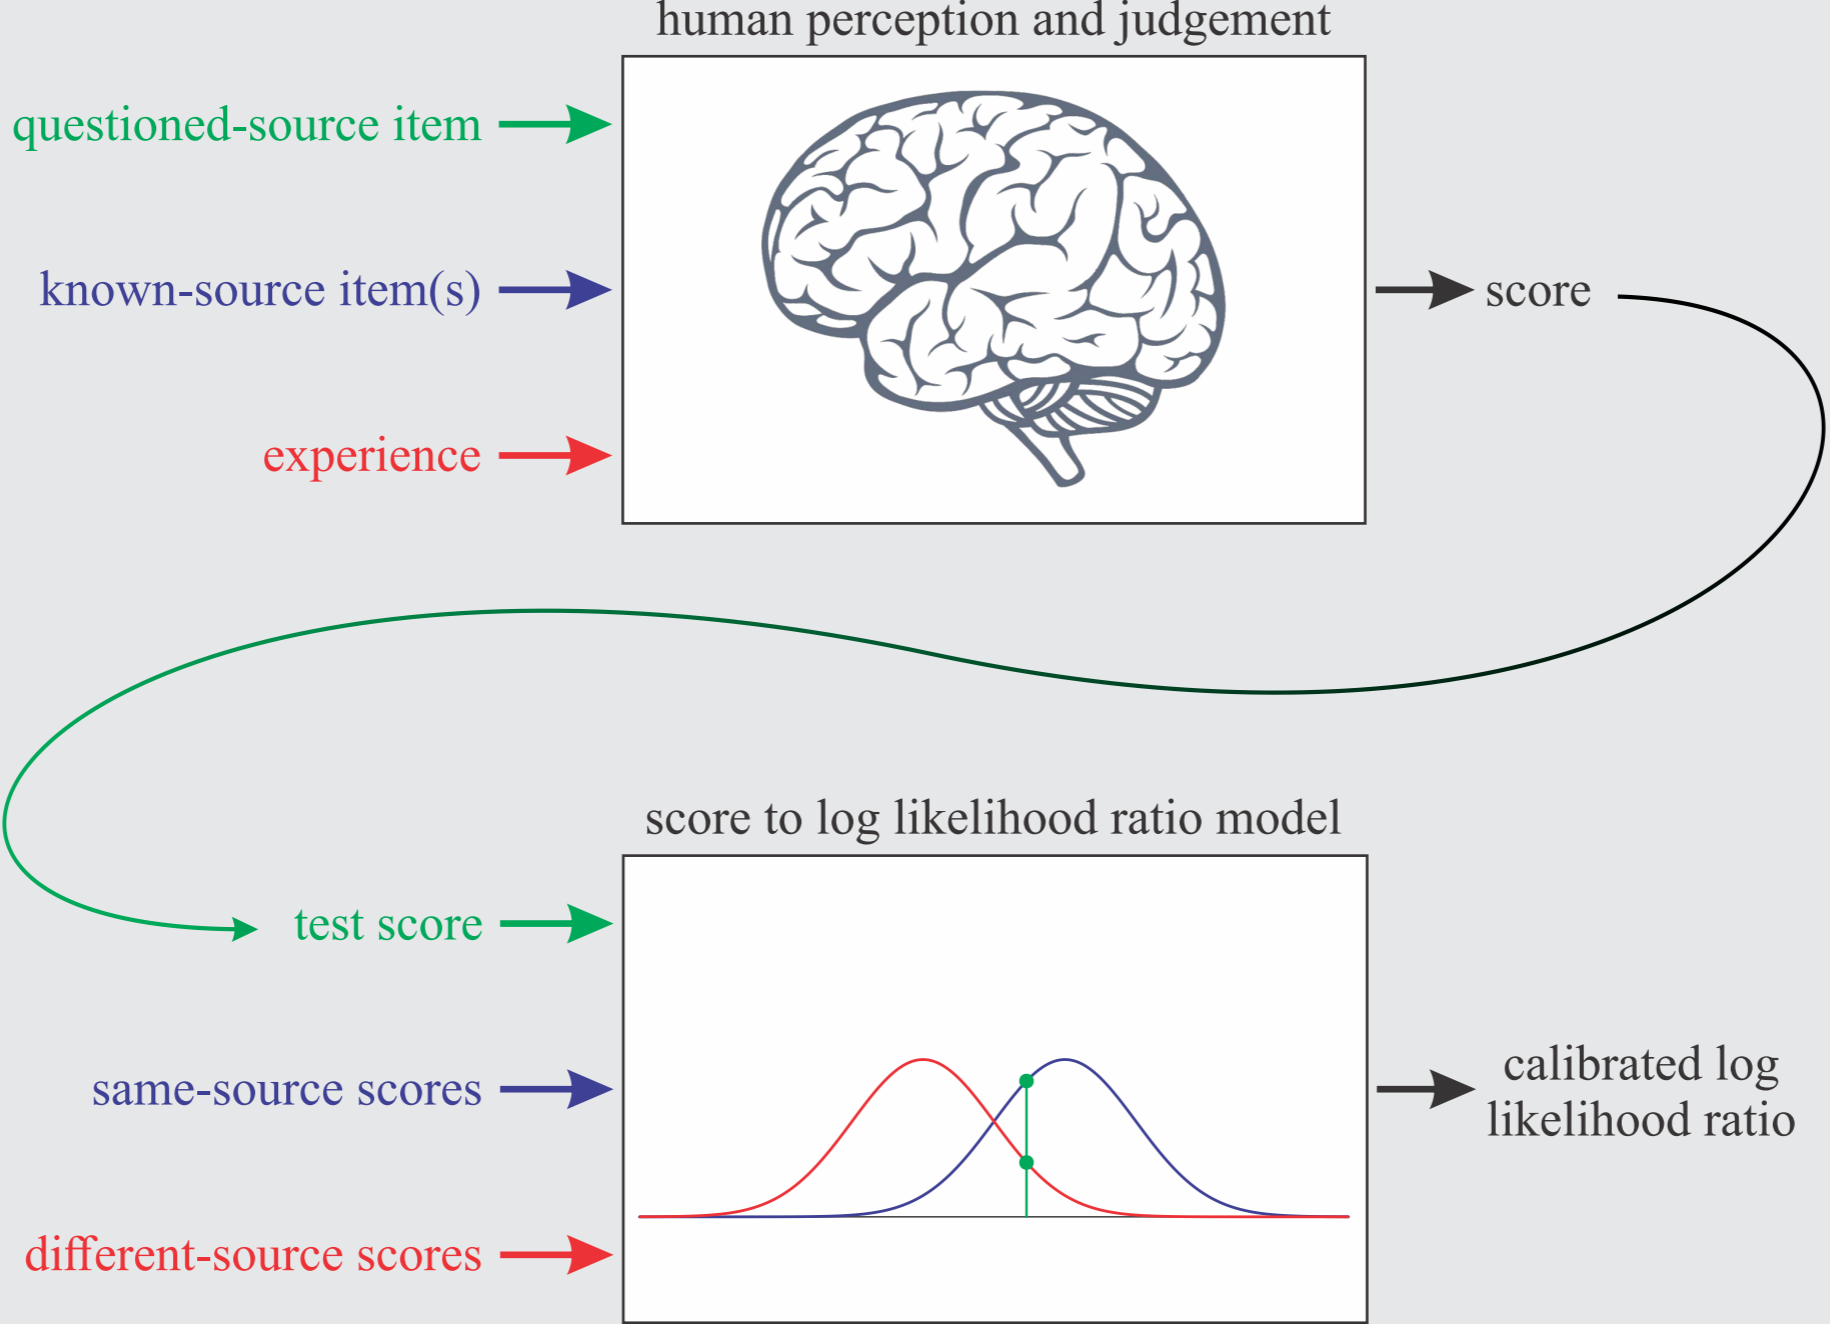 human perception and judgement
questioned-source item
known-source item(s)
experience
score
score to log likelihood ratio model
test score
same-source scores
different-source scores
calibrated log
likelihood ratio